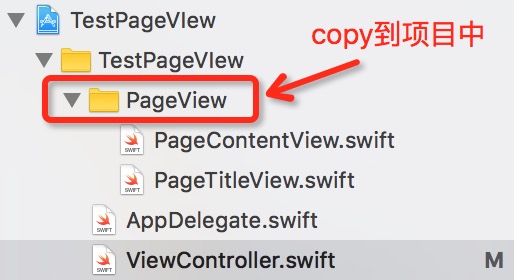 TestPageVIew
copy到项目中
TestPageVIew
PageView
SWIFT PageContentView.swift
SWIFT PageTitleView.swift
SWIFT AppDelegate.swift
SWIFT ViewController.swift M